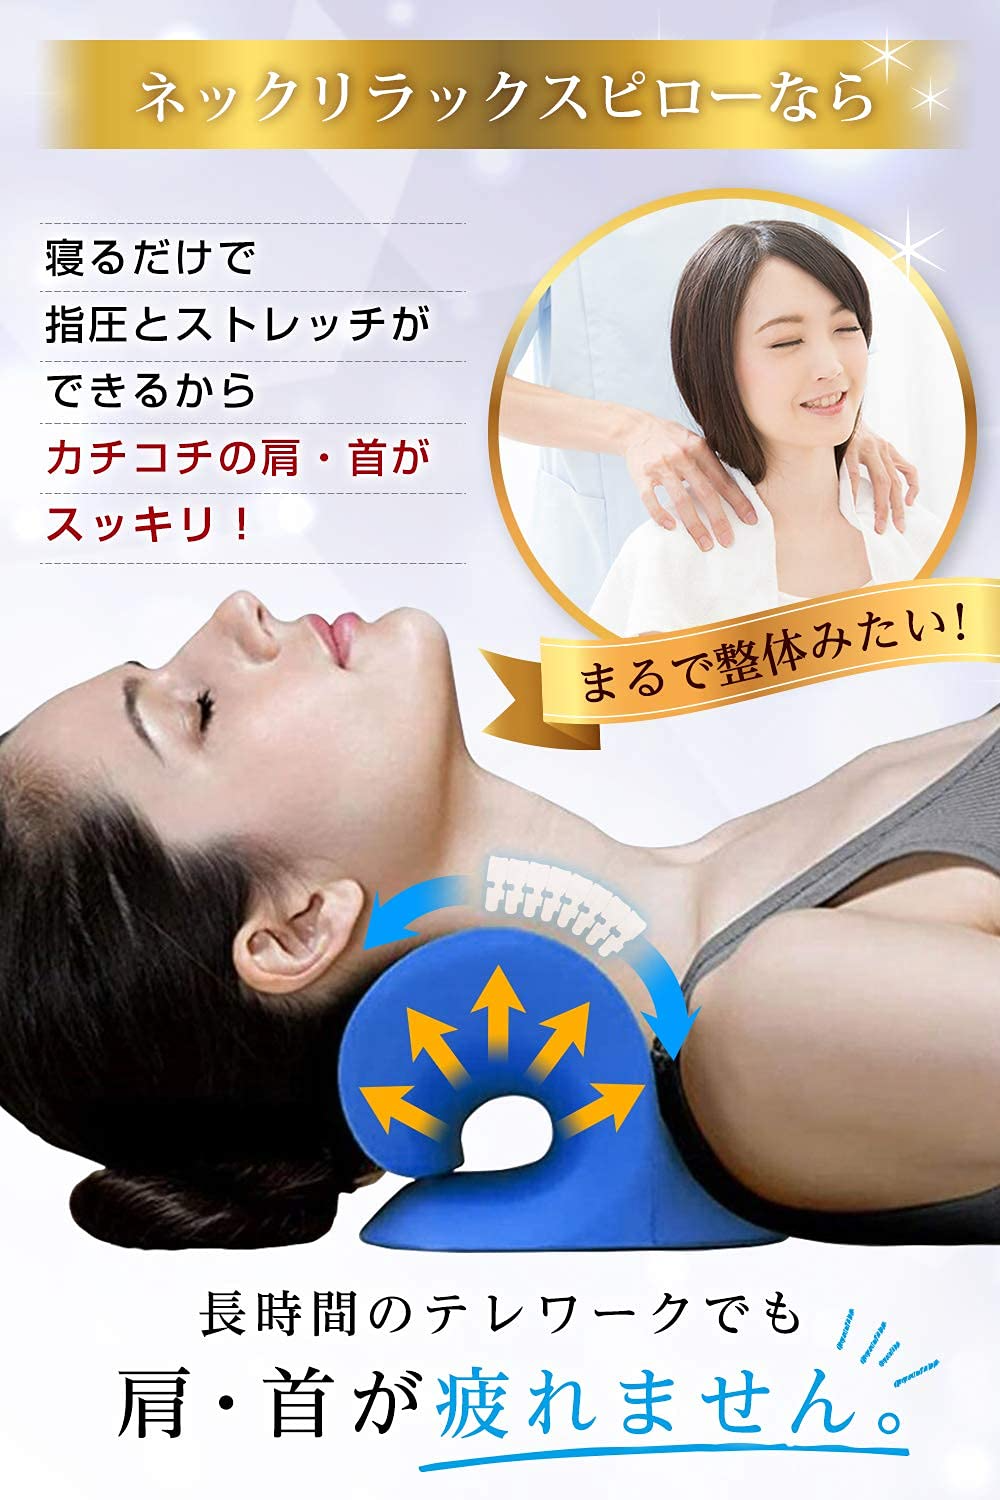 ネックリラックスピローなら
寝るだけで
指圧とストレッチが
できるから
カチコチの肩・首が
スッキリ！
まるで整体みたい！
長時間のテレワークでも
肩・首が疲れません。